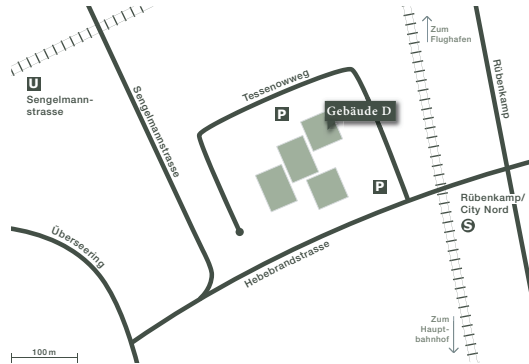 Zum
Flughafen
Rübenkamp
Tessenowweg
P
Gebäude D
U
Sengelmann-
strasse
Sengelmannstrasse
P
Rübenkamp/
City Nord
S
Überseering
Hebebrandstrasse
Zum
Haupt-
bahnhof
100 m